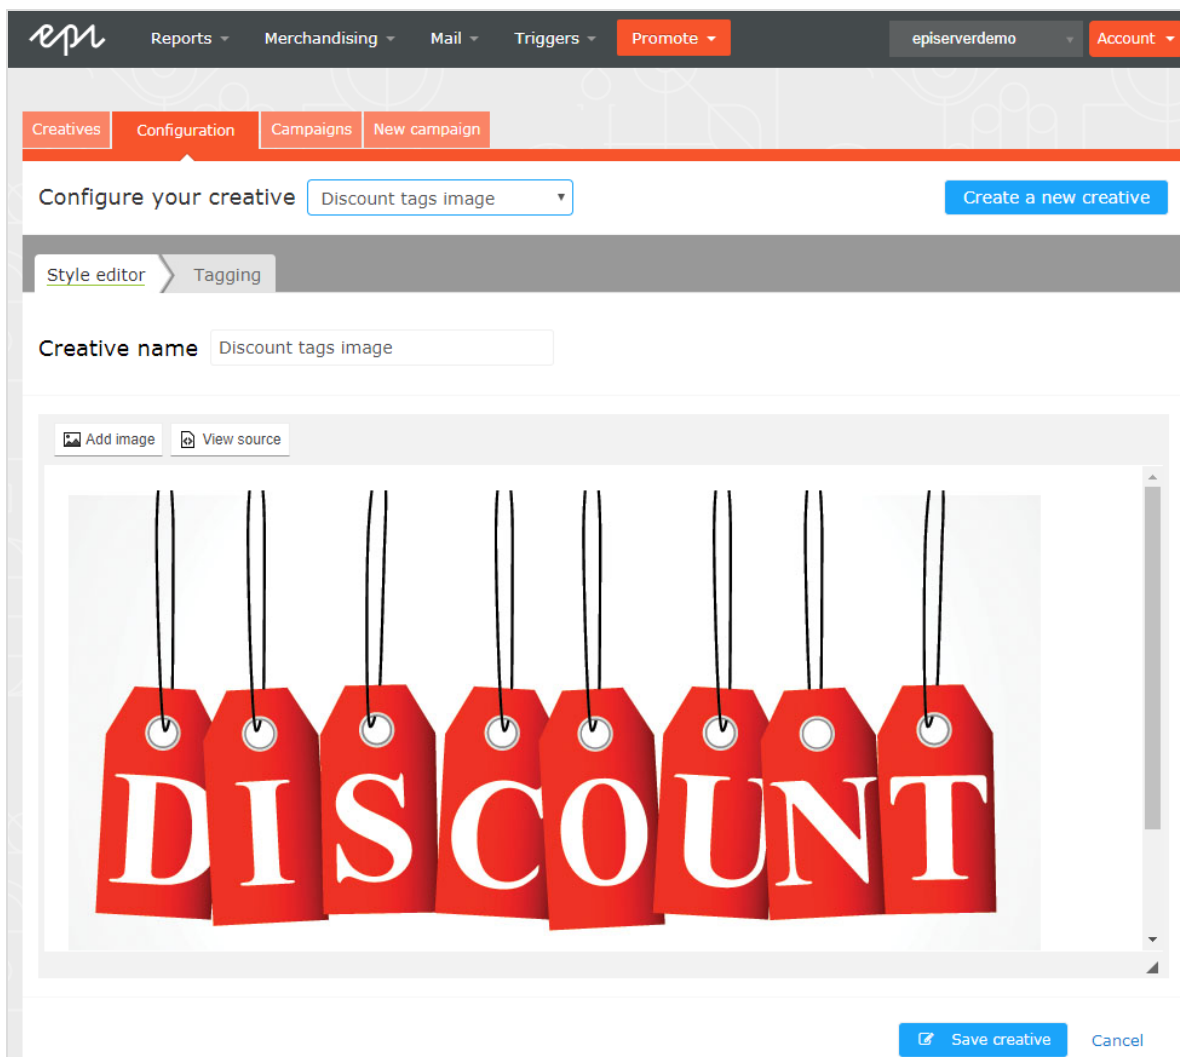 epi Reports Merchandising Mail Triggers Promote episerverdemo Account
Creatives Configuration Campaigns New campaign
Configure your creative Discount tags image Create a new creative
Style editor Tagging
Creative name Discount tags image
Add image View source
DISCOUNT
Save creative Cancel